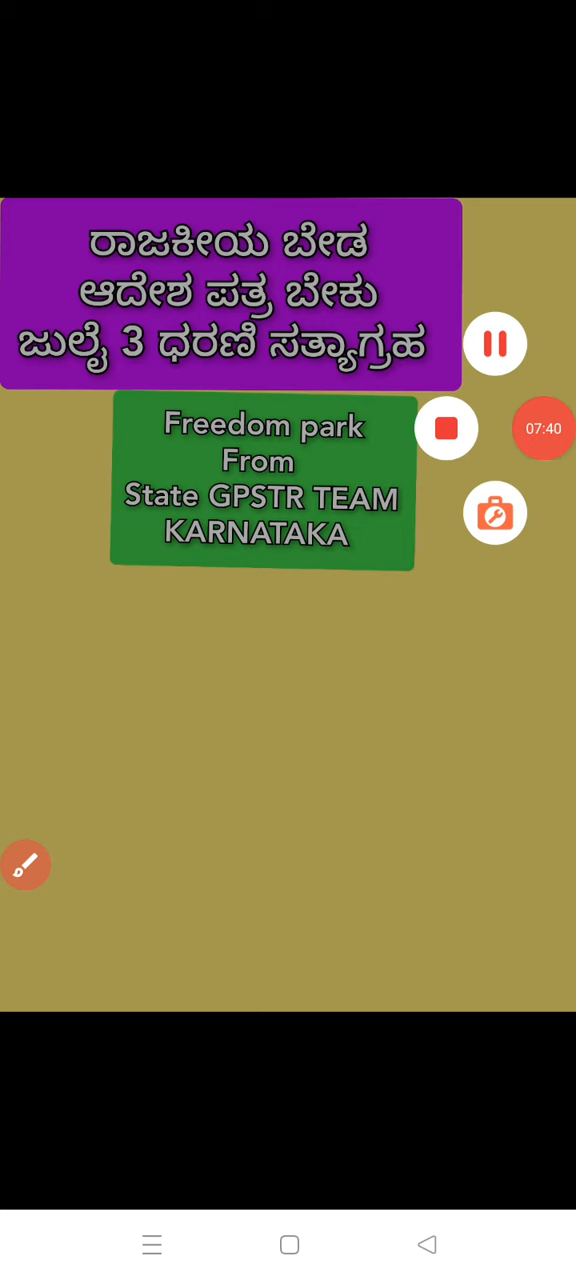 ರಾಜಕೀಯ ಬೇಡ
ಆದೇಶ ಪತ್ರ ಬೇಕು
ಜುಲೈ 3 ಧರಣಿ ಸತ್ಯಾಗ್ರಹ
Freedom park
From
State GPSTR TEAM
KARNATAKA
07:40